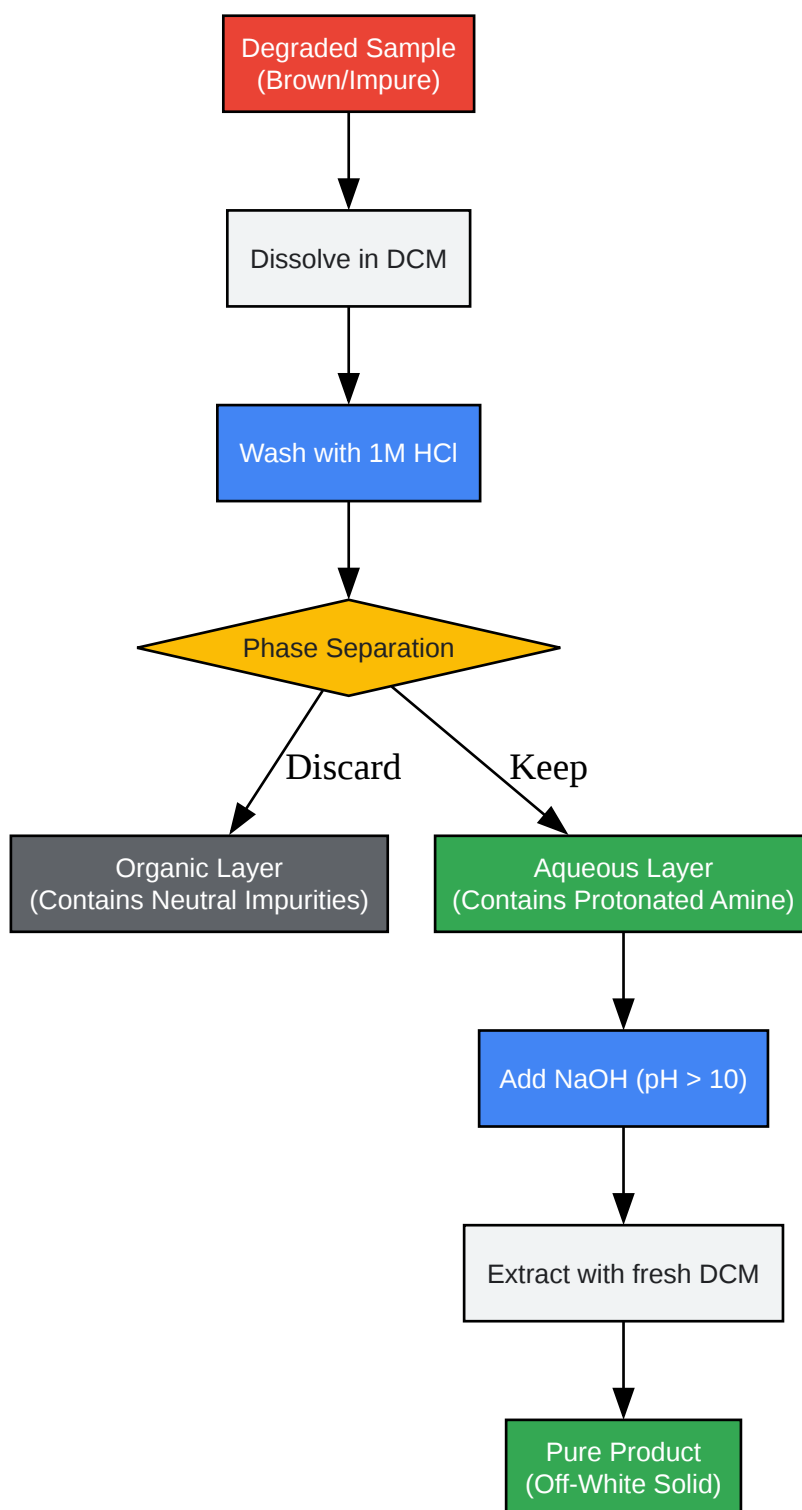 Degraded Sample
(Brown/Impure)
Dissolve in DCM
Wash with 1M HCl
Phase Separation
Discard
Keep
Organic Layer
(Contains Neutral Impurities)
Aqueous Layer
(Contains Protonated Amine)
Add NaOH (pH > 10)
Extract with fresh DCM
Pure Product
(Off-White Solid)